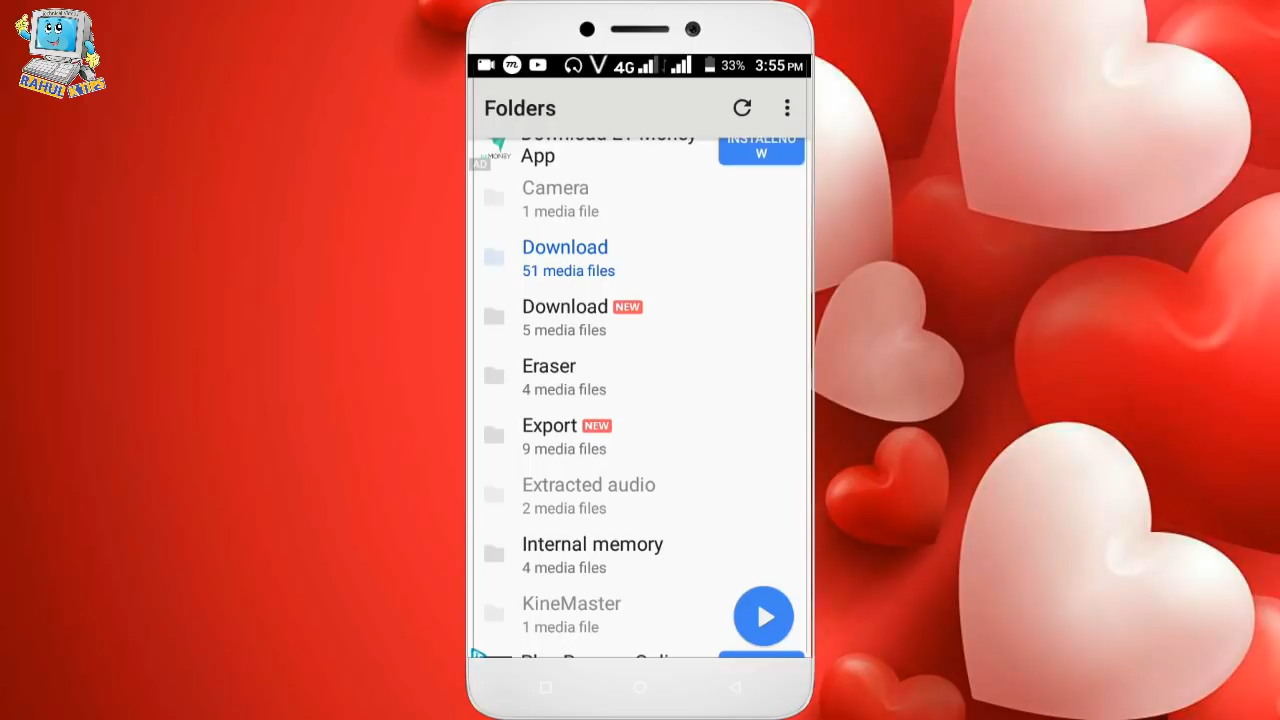 RAHUL KTKS
4G
33%
3:55 PM
Folders
App
INSTALLNO
W
AD
Camera
1 media file
Download
51 media files
Download NEW
5 media files
Eraser
4 media files
Export NEW
9 media files
Extracted audio
2 media files
Internal memory
4 media files
KineMaster
1 media file